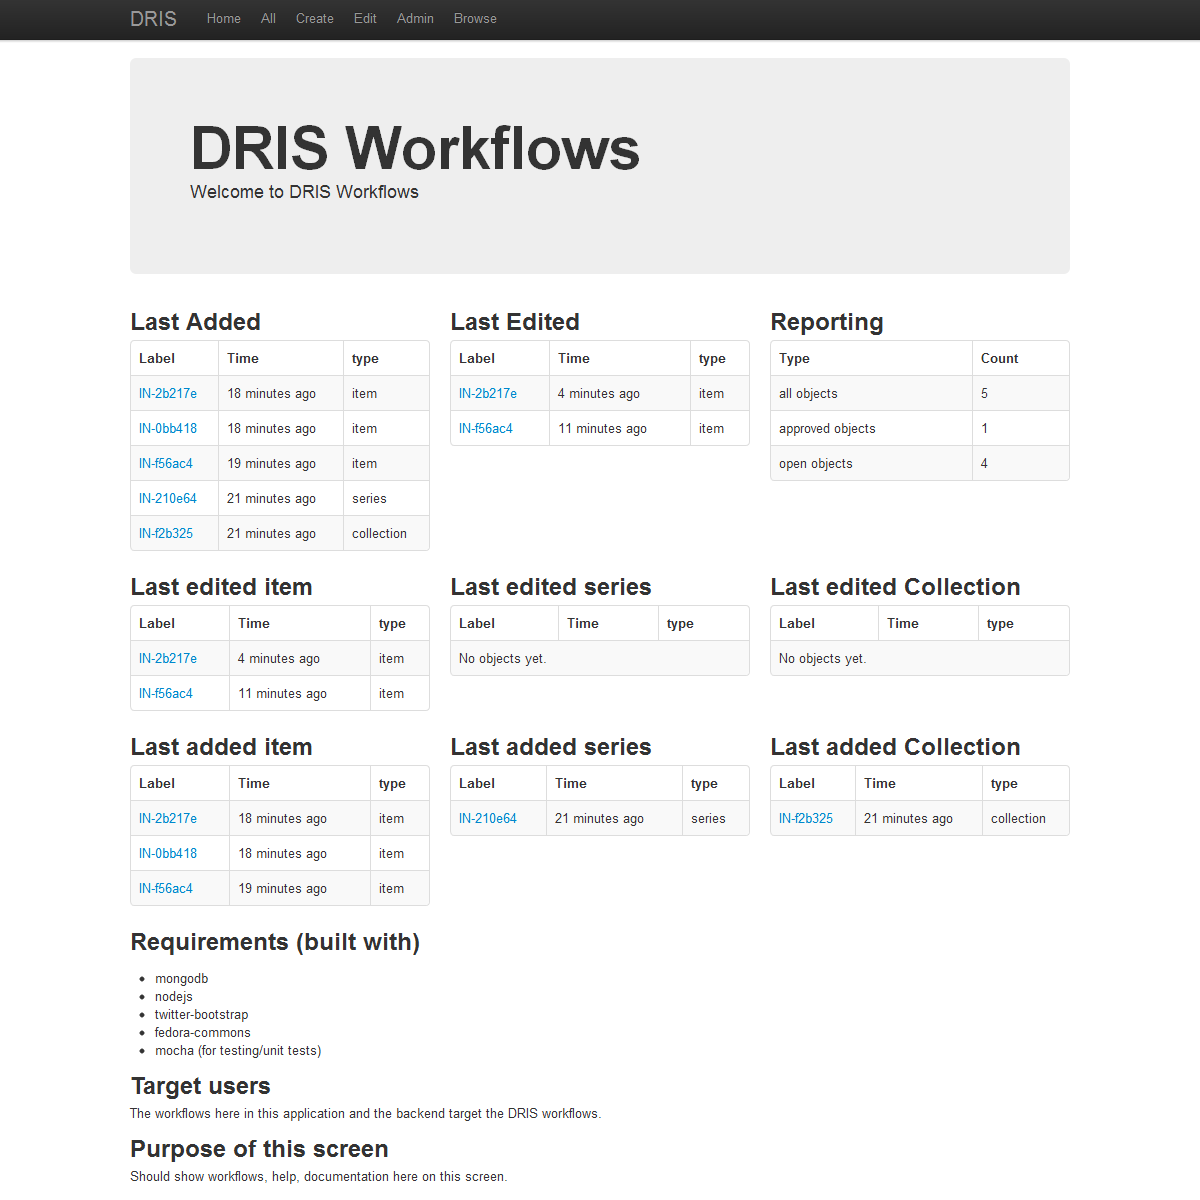 DRIS Home All Create Edit Admin Browse
DRIS Workflows
Welcome to DRIS Workflows
Last Added
Label Time type
IN-2b217e 18 minutes ago item
IN-0bb418 18 minutes ago item
IN-f56ac4 19 minutes ago item
IN-210e64 21 minutes ago series
IN-f2b325 21 minutes ago collection
Last Edited
Label Time type
IN-2b217e 4 minutes ago item
IN-f56ac4 11 minutes ago item
Reporting
Type Count
all objects 5
approved objects 1
open objects 4
Last edited item
Label Time type
IN-2b217e 4 minutes ago item
IN-f56ac4 11 minutes ago item
Last edited series
Label Time type
No objects yet.
Last edited Collection
Label Time type
No objects yet.
Last added item
Label Time type
IN-2b217e 18 minutes ago item
IN-0bb418 18 minutes ago item
IN-f56ac4 19 minutes ago item
Last added series
Label Time type
IN-210e64 21 minutes ago series
Last added Collection
Label Time type
IN-f2b325 21 minutes ago collection
Requirements (built with)
mongodb
nodejs
twitter-bootstrap
fedora-commons
mocha (for testing/unit tests)
Target users
The workflows here in this application and the backend target the DRIS workflows.
Purpose of this screen
Should show workflows, help, documentation here on this screen.